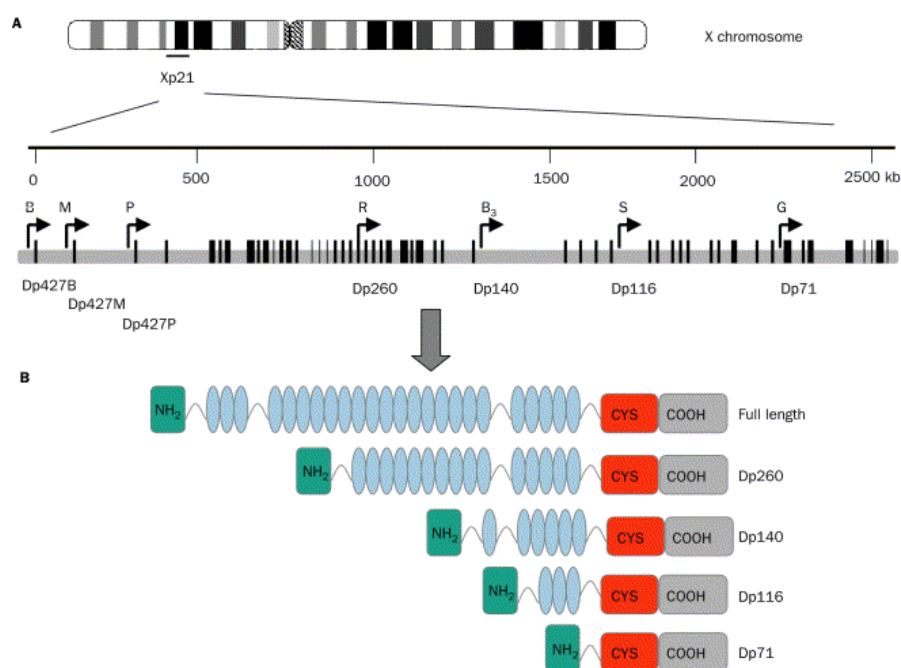 A
X chromosome
Xp21
0 500 1000 1500 2000 2500 kb
B M P R B3 S G
Dp427B Dp260 Dp140 Dp116 Dp71
Dp427M
Dp427P
B
NH2 CYS COOH Full length
NH2 CYS COOH Dp260
NH2 CYS COOH Dp140
NH2 CYS COOH Dp116
NH2 CYS COOH Dp71